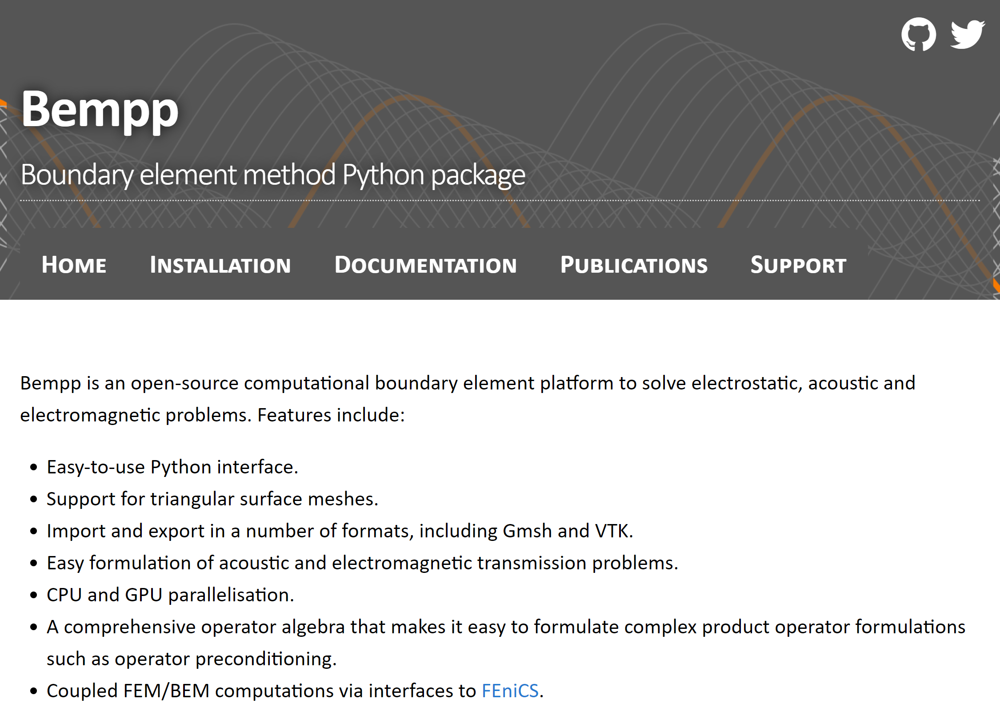 Bempp
Boundary element method Python package
Home Installation Documentation Publications Support
Bempp is an open-source computational boundary element platform to solve electrostatic, acoustic and
electromagnetic problems. Features include:
• Easy-to-use Python interface.
• Support for triangular surface meshes.
• Import and export in a number of formats, including Gmsh and VTK.
• Easy formulation of acoustic and electromagnetic transmission problems.
• CPU and GPU parallelisation.
• A comprehensive operator algebra that makes it easy to formulate complex product operator formulations
such as operator preconditioning.
• Coupled FEM/BEM computations via interfaces to FEniCS.